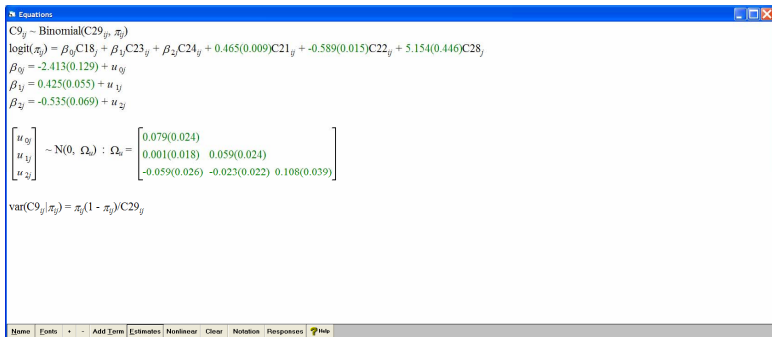 Equations
C9ij ~ Binomial(C29ij, πij)
logit(πij) = β0jC18j + β1jC23ij + β2jC24ij + 0.465(0.009)C21ij + -0.589(0.015)C22ij + 5.154(0.446)C28j
β0j = -2.413(0.129) + u0j
β1j = 0.425(0.055) + u1j
β2j = -0.535(0.069) + u2j
u0j 0.079(0.024)
u1j ~ N(0, Ωu) : Ωu = 0.001(0.018) 0.059(0.024)
u2j -0.059(0.026) -0.023(0.022) 0.108(0.039)
var(C9ij|πij) = πij(1 - πij)/C29ij
Name Fonts + - Add Term Estimates Nonlinear Clear Notation Responses ? Help